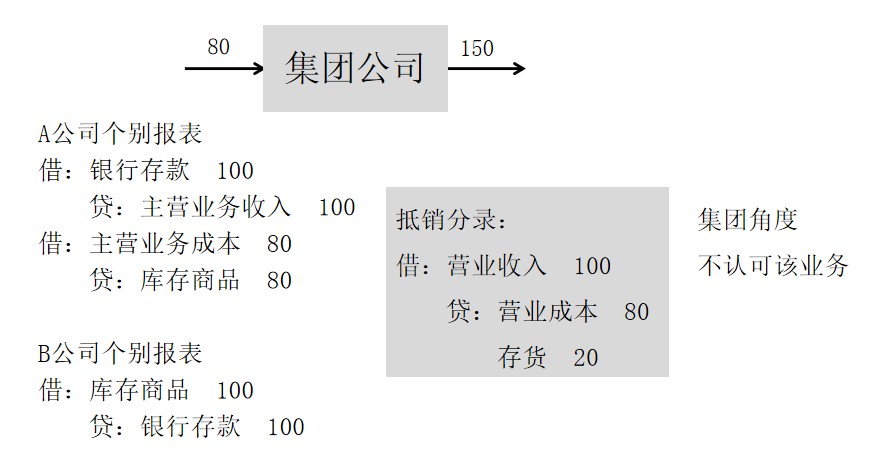 80
集团公司
150
A公司个别报表
借：银行存款 100
贷：主营业务收入 100
借：主营业务成本 80
贷：库存商品 80
B公司个别报表
借：库存商品 100
贷：银行存款 100
抵销分录：
借：营业收入 100
贷：营业成本 80
存货 20
集团角度
不认可该业务